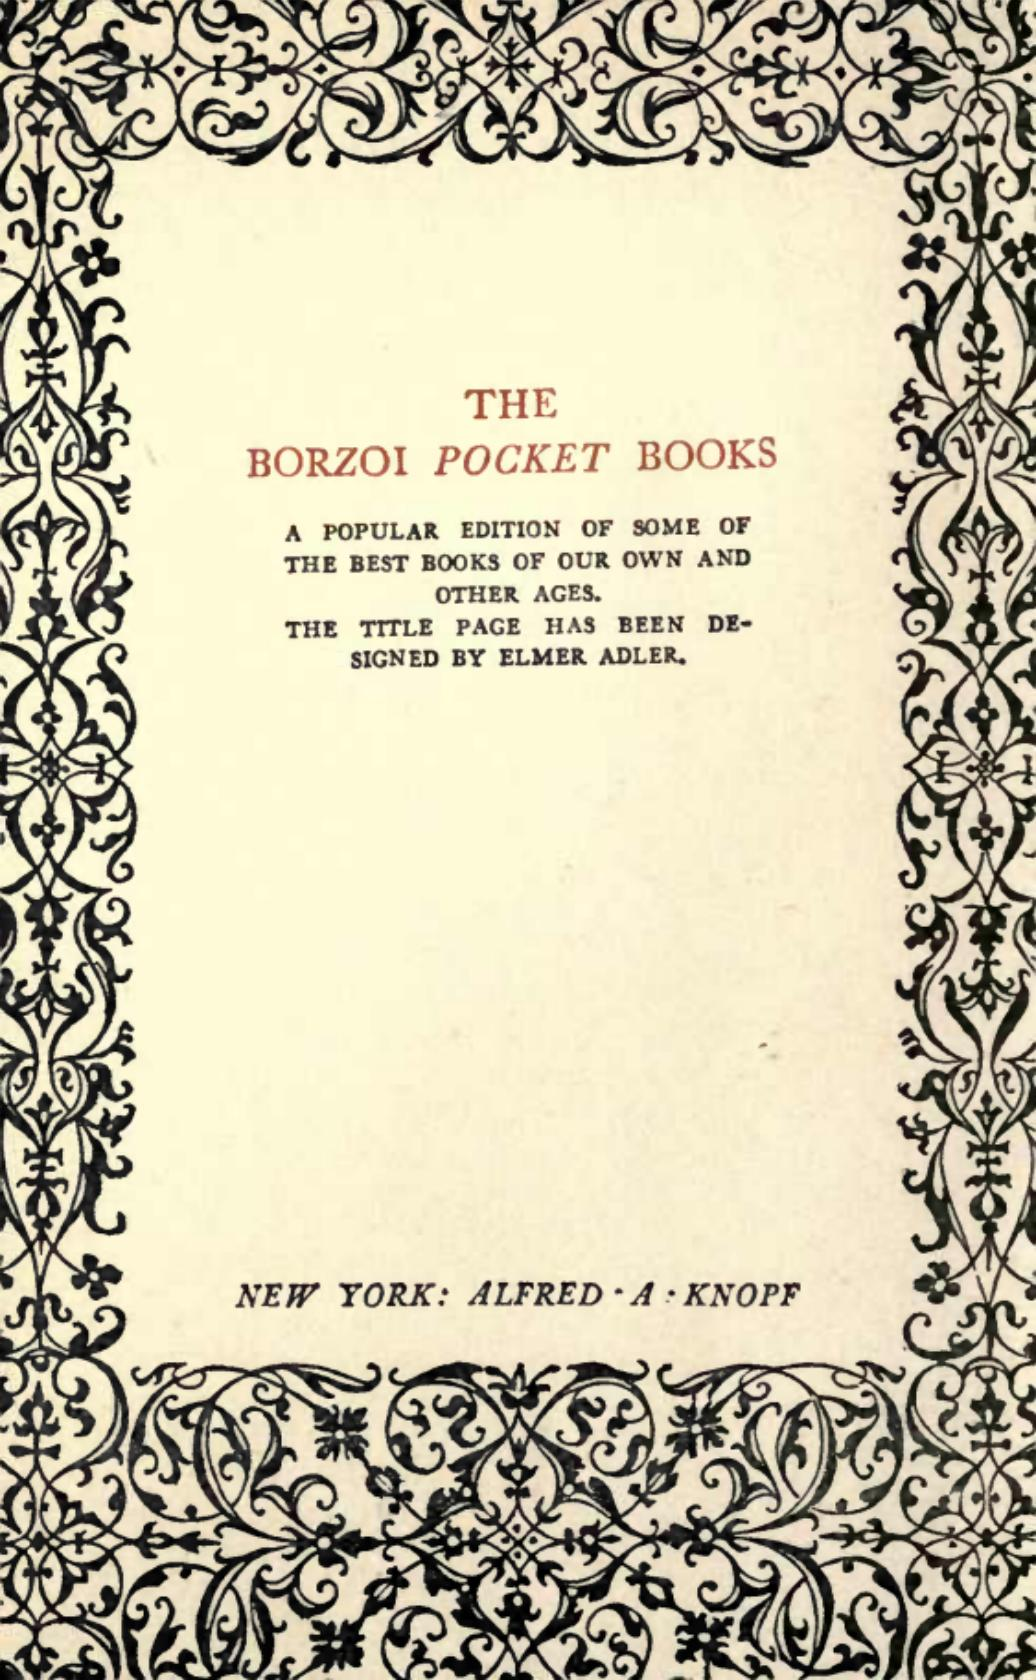 THE
BORZOI POCKET BOOKS
A POPULAR EDITION OF SOME OF
THE BEST BOOKS OF OUR OWN AND
OTHER AGES.
THE TITLE PAGE HAS BEEN DE-
SIGNED BY ELMER ADLER.
NEW YORK: ALFRED · A · KNOPF